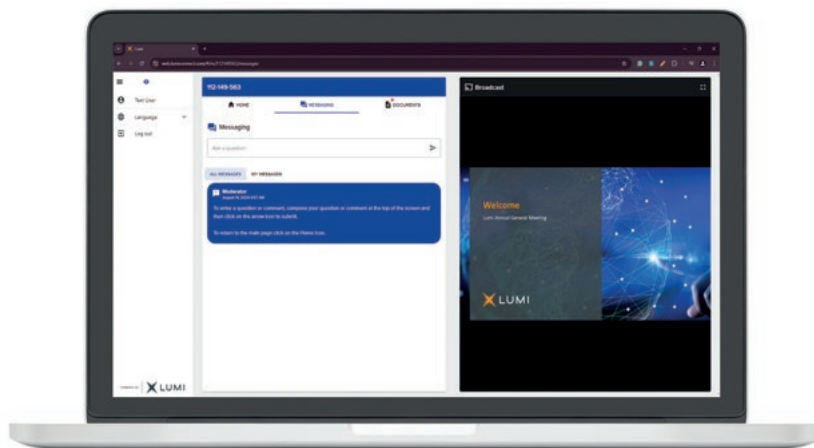 Lumi
Test User
Language
Log out
LUMI
112-149-563
HOME
MESSAGING
DOCUMENTS
Messaging
Ask a question
ALL MESSAGES
MY MESSAGES
Moderator
To enter a question or comment, compose your question or comment at the top of the screen and
then click on the arrow icon to submit.
To return to the main page click on the Home icon.
Broadcast
Welcome
Lumi Annual General Meeting
LUMI